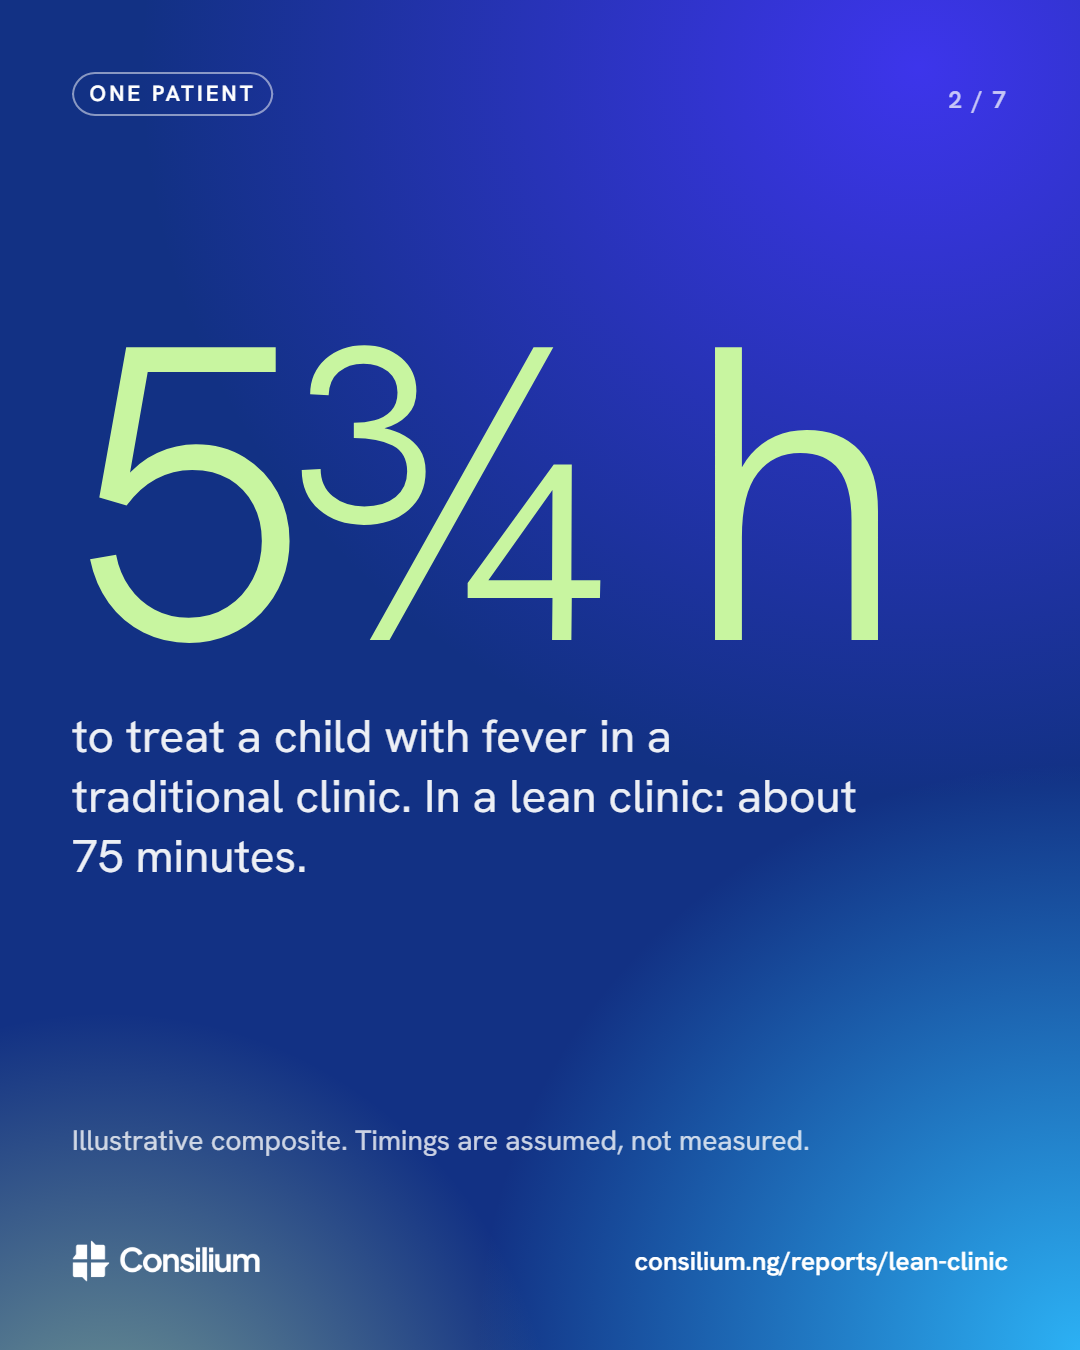 ONE PATIENT
2 / 7
5¾ h
to treat a child with fever in a
traditional clinic. In a lean clinic: about
75 minutes.
Illustrative composite. Timings are assumed, not measured.
Consilium
consilium.ng/reports/lean-clinic